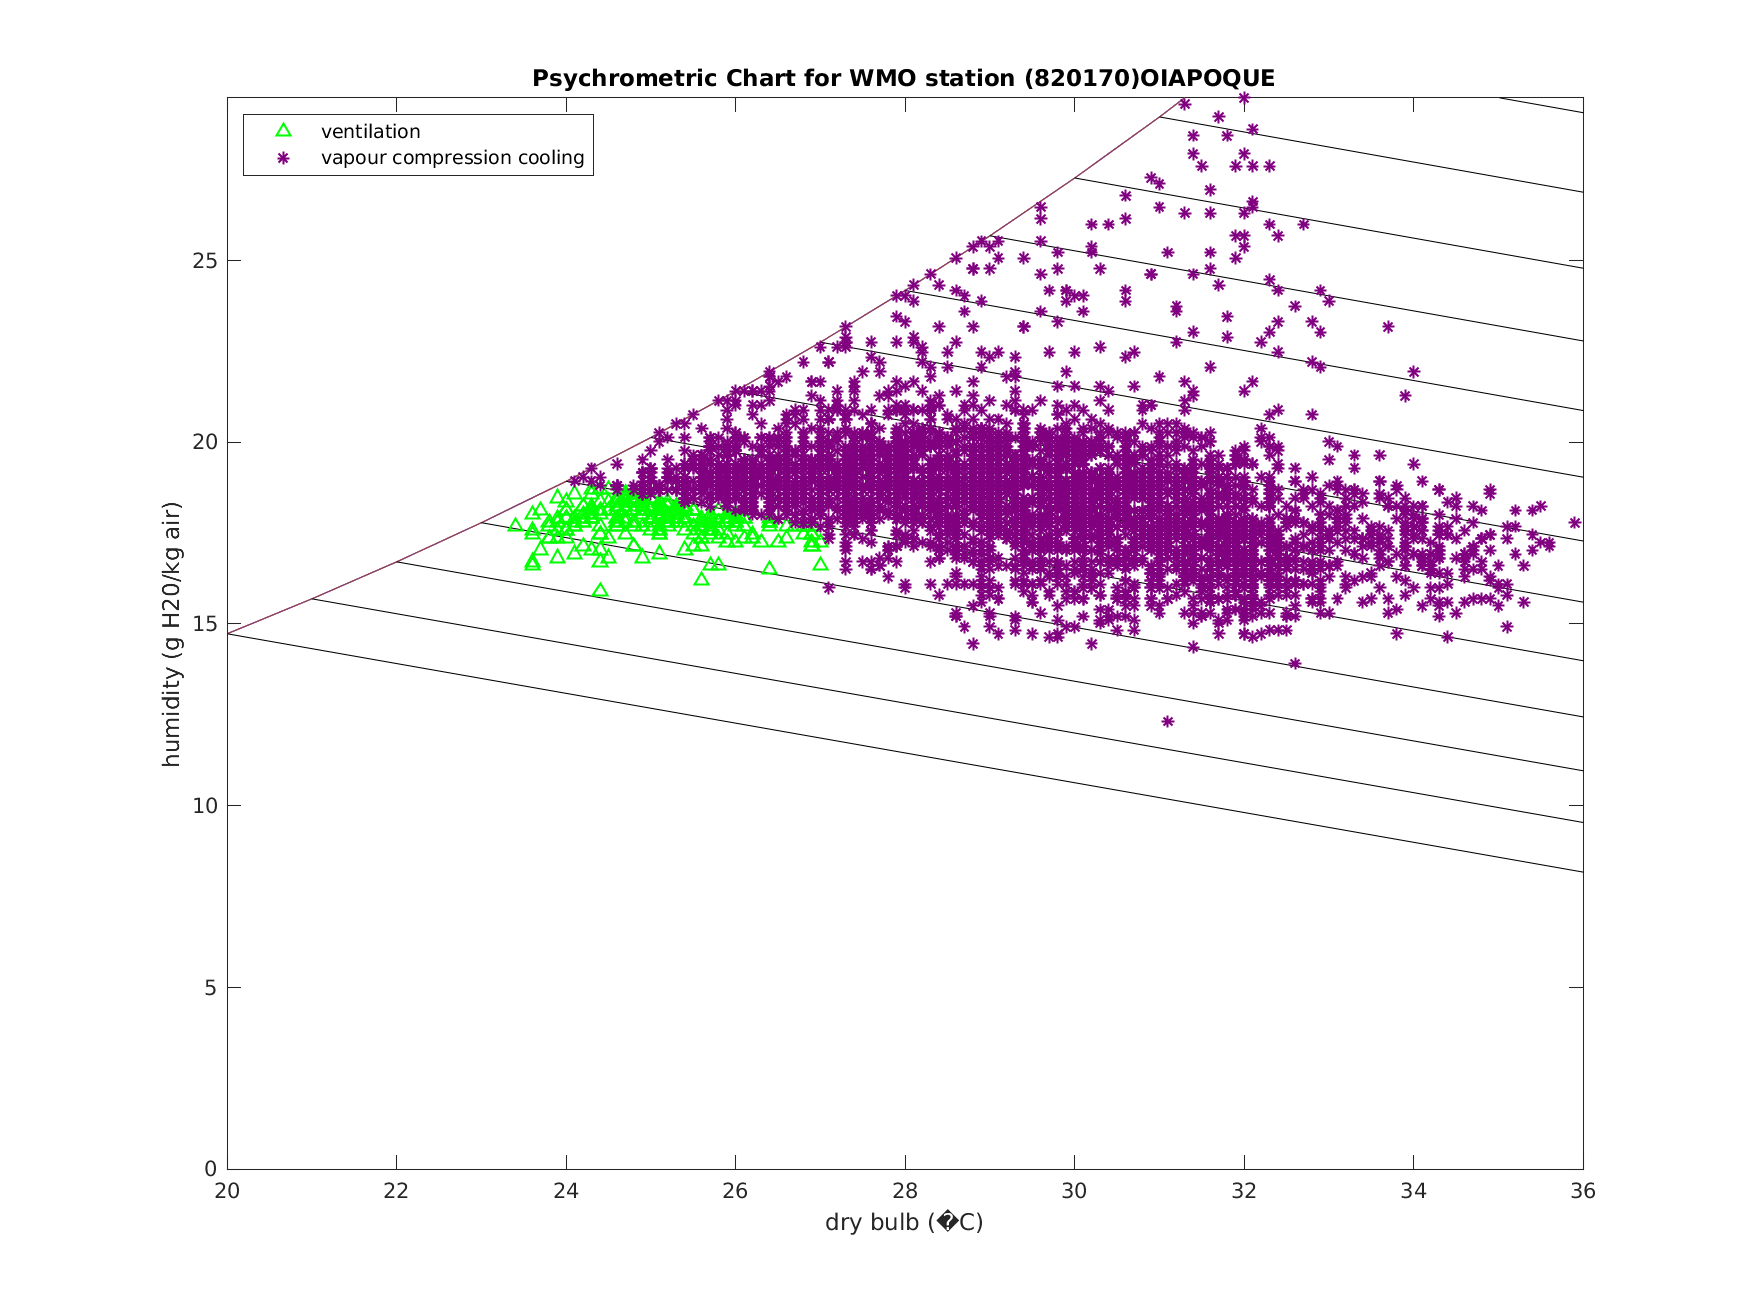 Psychrometric Chart for WMO station (820170)OIAPOQUE
ventilation
vapour compression cooling
humidity (g H20/kg air)
25
20
15
10
5
0
20 22 24 26 28 30 32 34 36
dry bulb (�C)